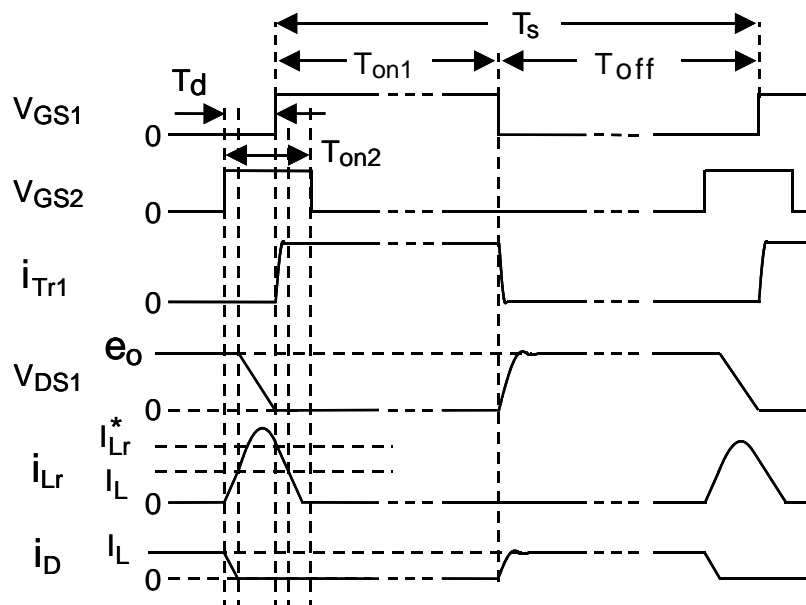 Ts
Ton1
Toff
Td
VGS1
0
Ton2
VGS2
0
iTr1
0
eo
VDS1
0
I*Lr
iLr
IL
0
iD
IL
0